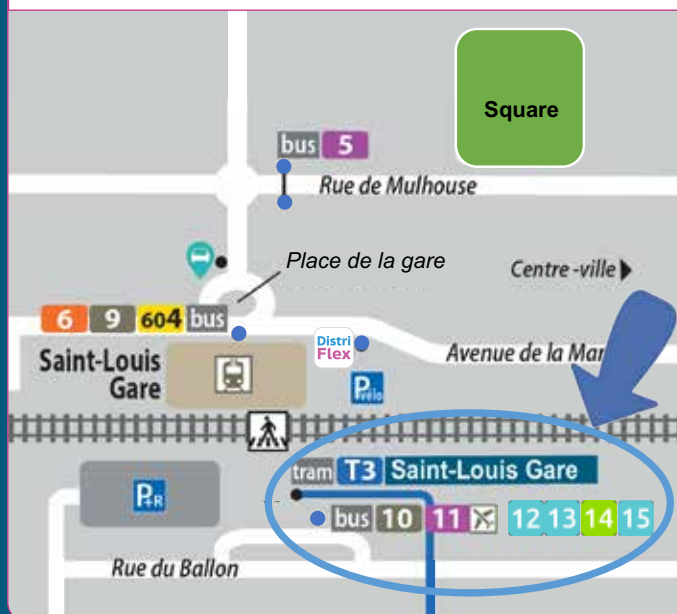 Square
bus 5
Rue de Mulhouse
Place de la gare
Centre-ville
6 9 604 bus
Distri
Flex
Saint-Louis
Gare
Avenue de la Mar
P
vélo
tram T3 Saint-Louis Gare
P+R
bus 10 11 12 13 14 15
Rue du Ballon